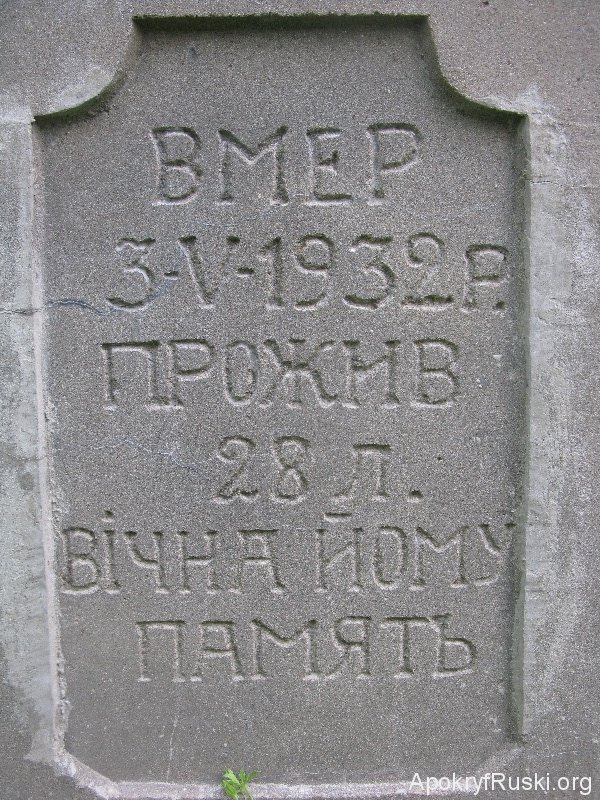 ВМЕР
3-V-1932 Р.
ПРОЖИВ
28 Л.
ВІЧНА ЙОМУ
ПАМЯТЬ
ApokryfRuski.org